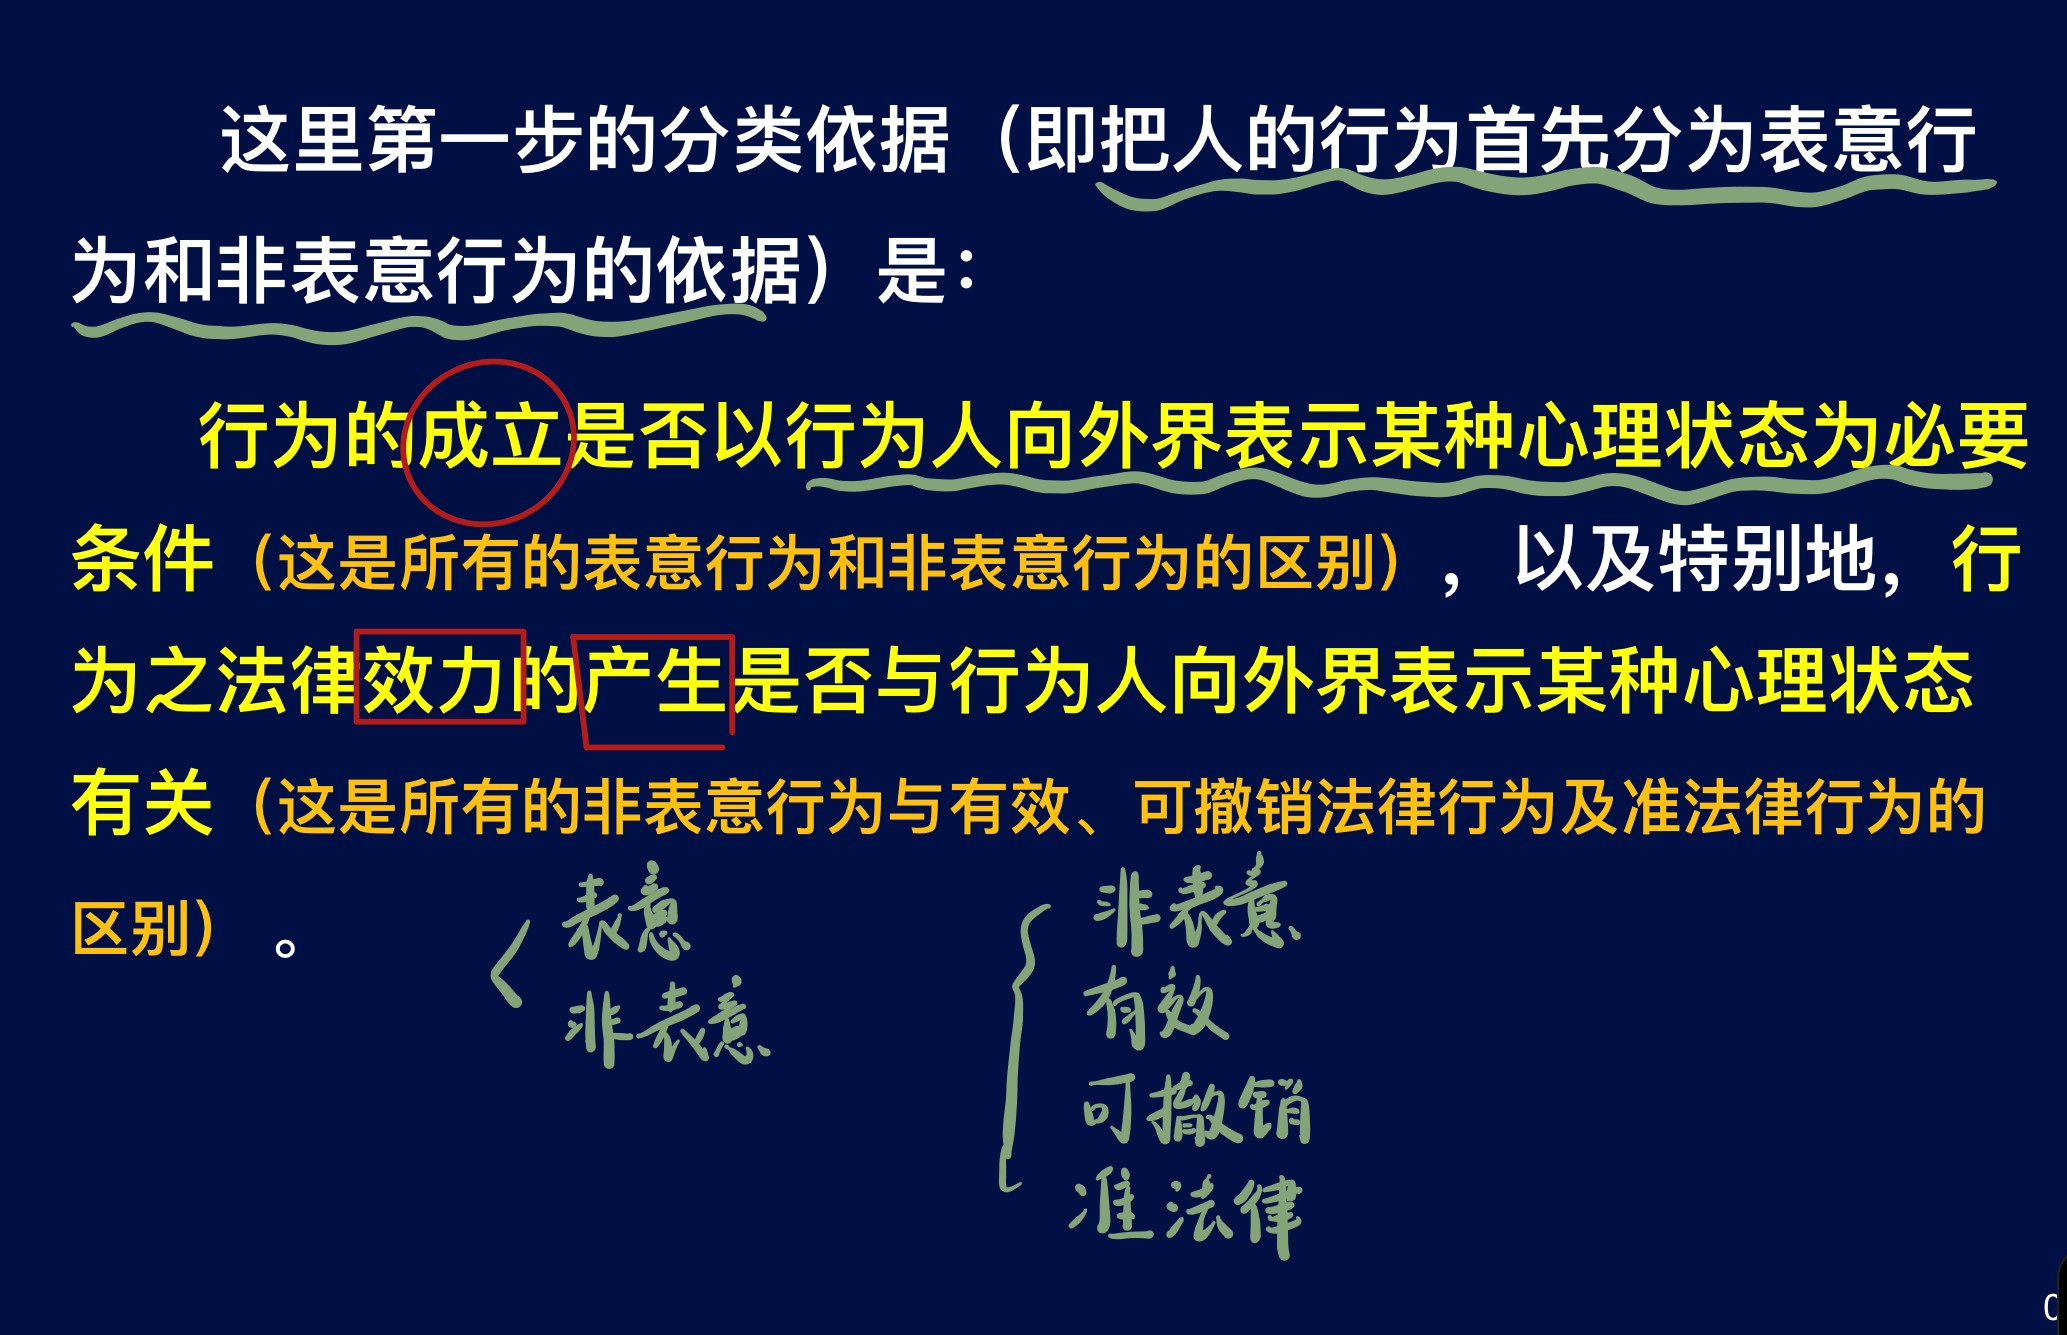 这里第一步的分类依据（即把人的行为首先分为表意行
为和非表意行为的依据）是：
行为的成立是否以行为人向外界表示某种心理状态为必要
条件（这是所有的表意行为和非表意行为的区别），以及特别地，行
为之法律效力的产生是否与行为人向外界表示某种心理状态
有关（这是所有的非表意行为与有效、可撤销法律行为及准法律行为的
区别）。
表意
非表意
非表意
有效
可撤销
准法律